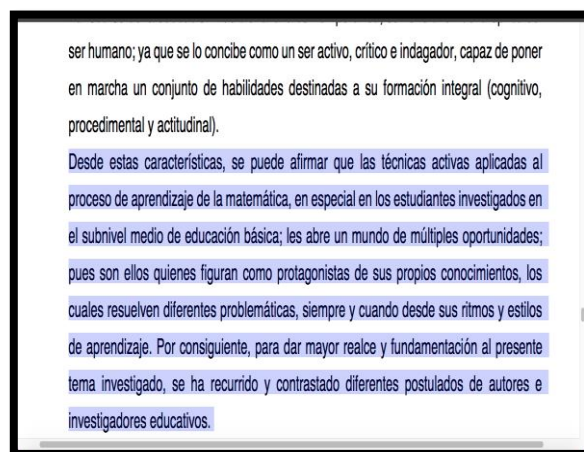 ser humano; ya que se lo concibe como un ser activo, crítico e indagador, capaz de poner
en marcha un conjunto de habilidades destinadas a su formación integral (cognitivo,
procedimental y actitudinal).
Desde estas características, se puede afirmar que las técnicas activas aplicadas al
proceso de aprendizaje de la matemática, en especial en los estudiantes investigados en
el subnivel medio de educación básica; les abre un mundo de múltiples oportunidades;
pues son ellos quienes figuran como protagonistas de sus propios conocimientos, los
cuales resuelven diferentes problemáticas, siempre y cuando desde sus ritmos y estilos
de aprendizaje. Por consiguiente, para dar mayor realce y fundamentación al presente
tema investigado, se ha recurrido y contrastado diferentes postulados de autores e
investigadores educativos.